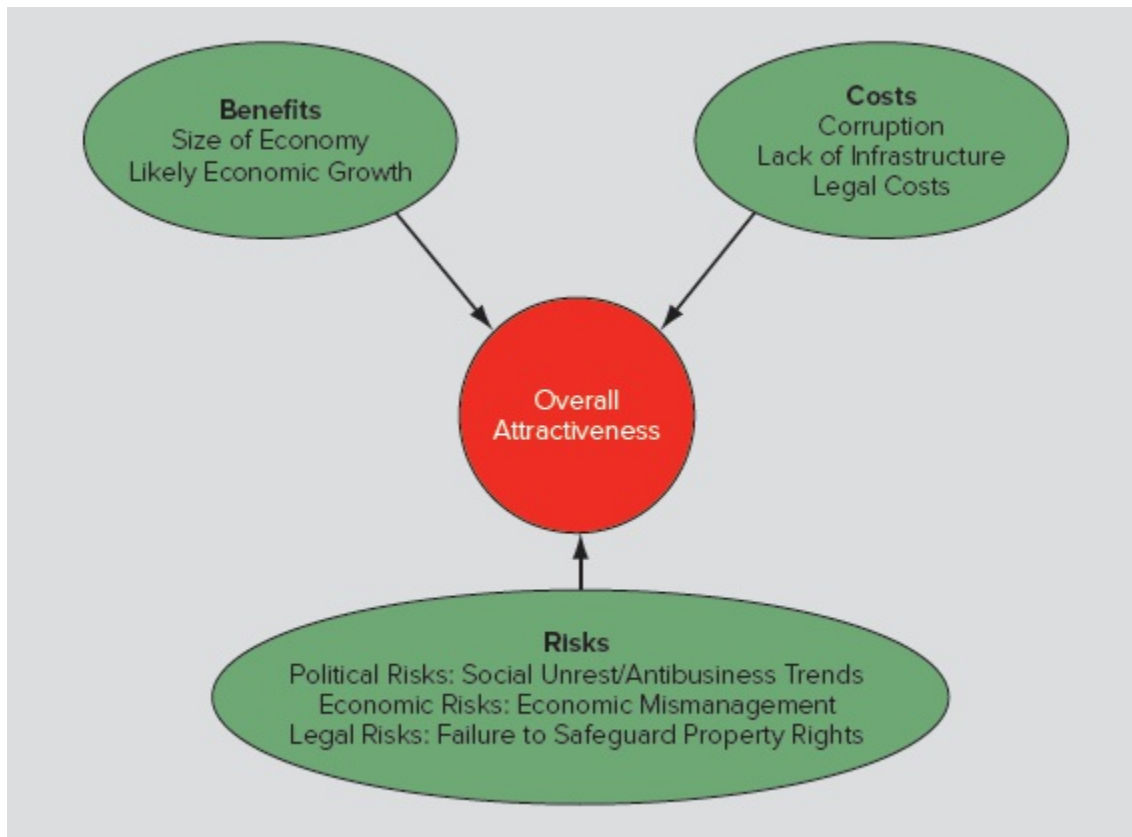 Benefits
Size of Economy
Likely Economic Growth
Costs
Corruption
Lack of Infrastructure
Legal Costs
Overall
Attractiveness
Risks
Political Risks: Social Unrest/Antibusiness Trends
Economic Risks: Economic Mismanagement
Legal Risks: Failure to Safeguard Property Rights